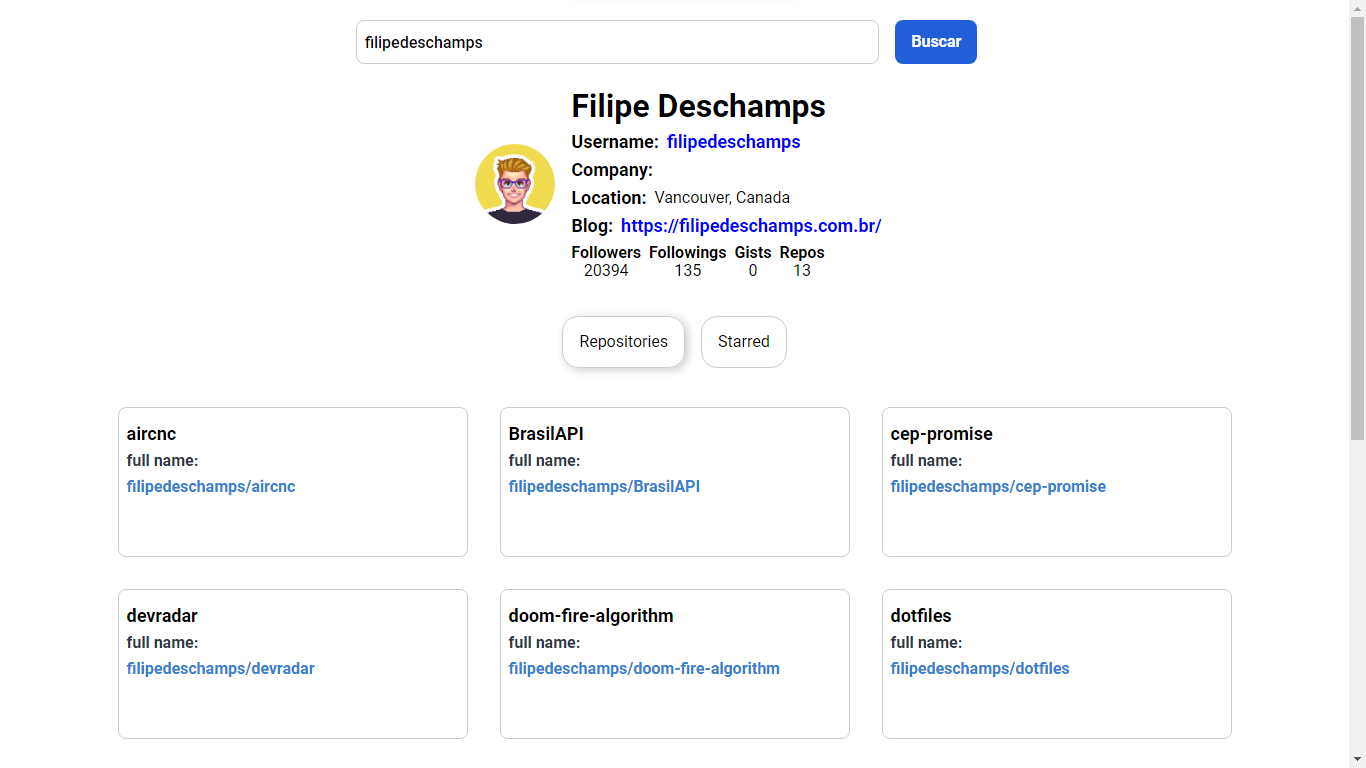 filipedeschamps
Buscar
Filipe Deschamps
Username: filipedeschamps
Company:
Location: Vancouver, Canada
Blog: https://filipedeschamps.com.br/
Followers Followings Gists Repos
20394 135 0 13
Repositories Starred
aircnc
full name:
filipedeschamps/aircnc
BrasilAPI
full name:
filipedeschamps/BrasilAPI
cep-promise
full name:
filipedeschamps/cep-promise
devradar
full name:
filipedeschamps/devradar
doom-fire-algorithm
full name:
filipedeschamps/doom-fire-algorithm
dotfiles
full name:
filipedeschamps/dotfiles